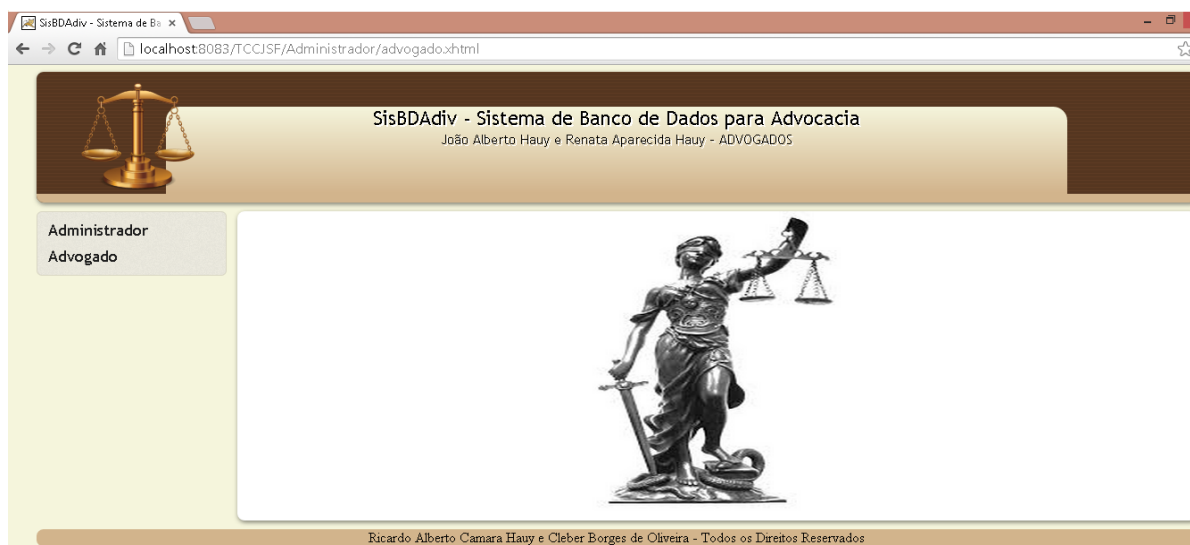 SisBDAdiv - Sistema de Ba
localhost:8083/TCCJSF/Administrador/advogado.xhtml
SisBDAdiv - Sistema de Banco de Dados para Advocacia
João Alberto Hauy e Renata Aparecida Hauy - ADVOGADOS
Administrador
Advogado
Ricardo Alberto Camara Hauy e Cleber Borges de Oliveira - Todos os Direitos Reservados